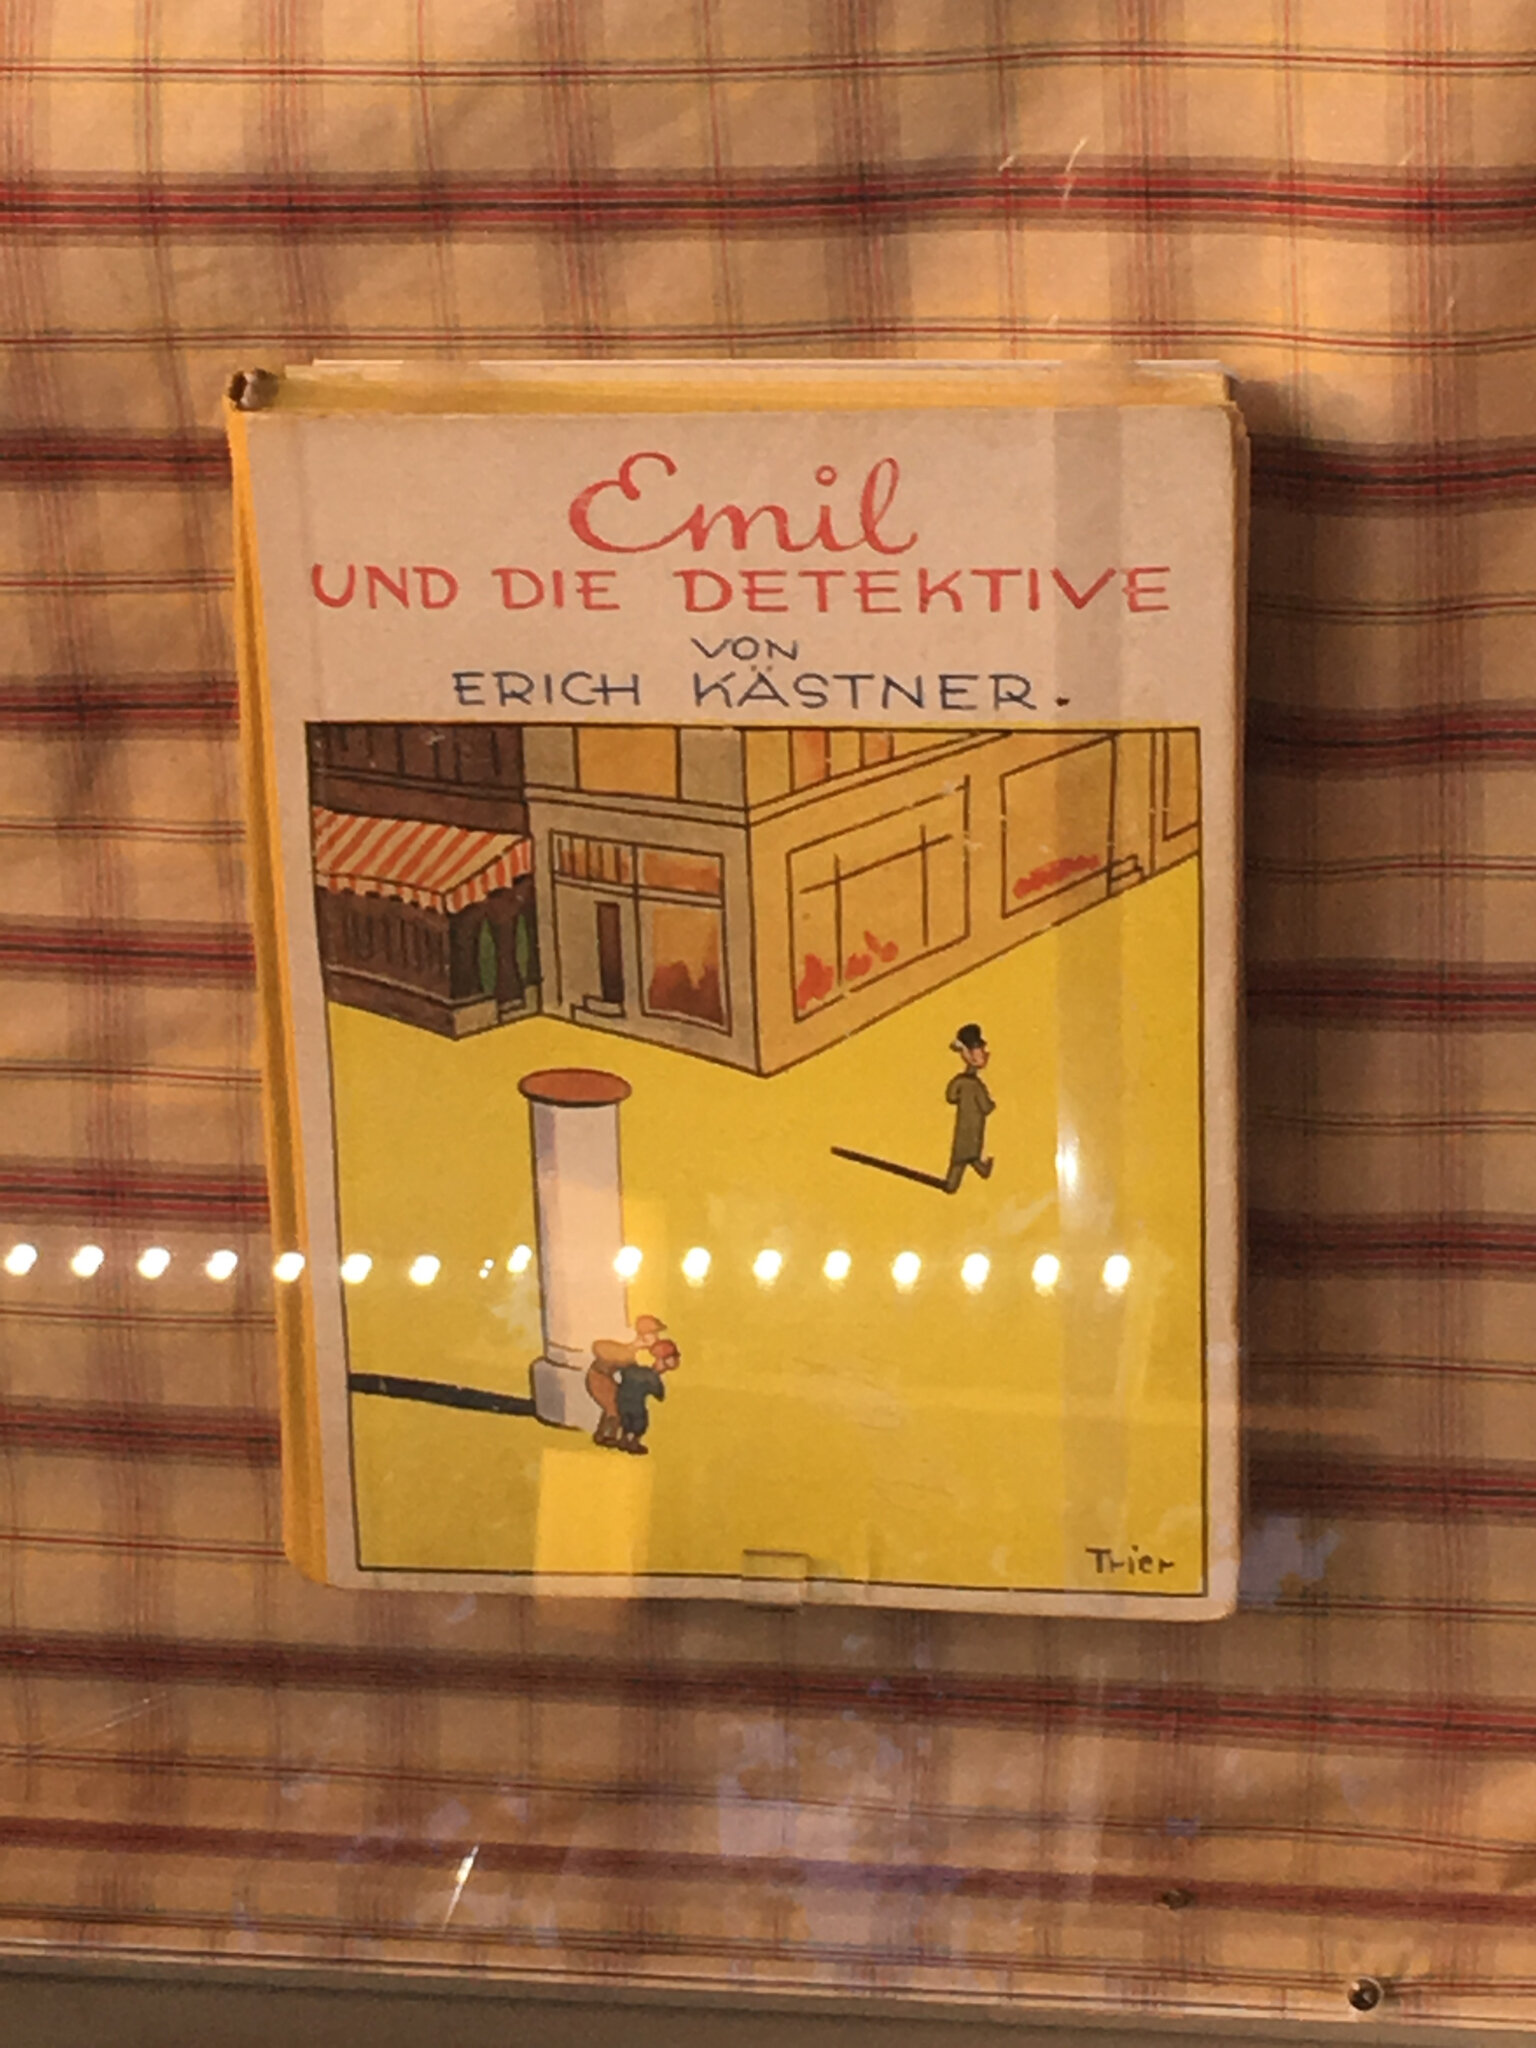 Emil
UND DIE DETEKTIVE
VON
ERICH KÄSTNER.
Trier